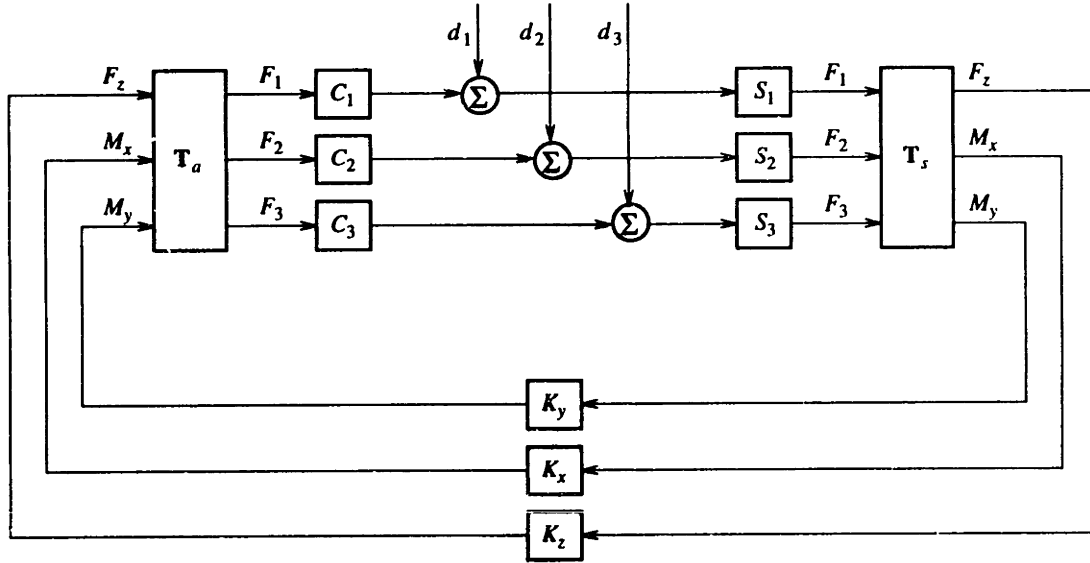 d1 d2 d3
Fz F1 C1 Σ S1 F1 Fz
Mx Ta F2 C2 Σ S2 F2 Ts Mx
My F3 C3 Σ S3 F3 My
Ky
Kx
Kz